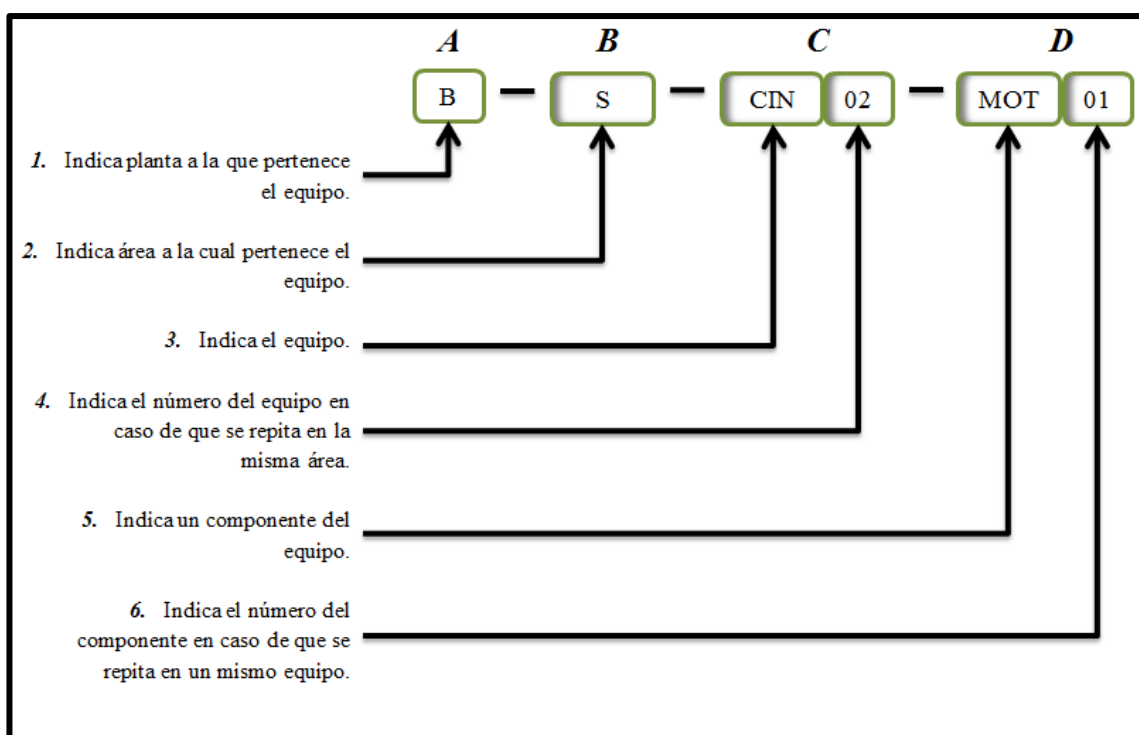 A B C D
B — S — CIN 02 — MOT 01
1. Indica planta a la que pertenece
el equipo.
2. Indica área a la cual pertenece el
equipo.
3. Indica el equipo.
4. Indica el número del equipo en
caso de que se repita en la
misma área.
5. Indica un componente del
equipo.
6. Indica el número del
componente en caso de que se
repita en un mismo equipo.